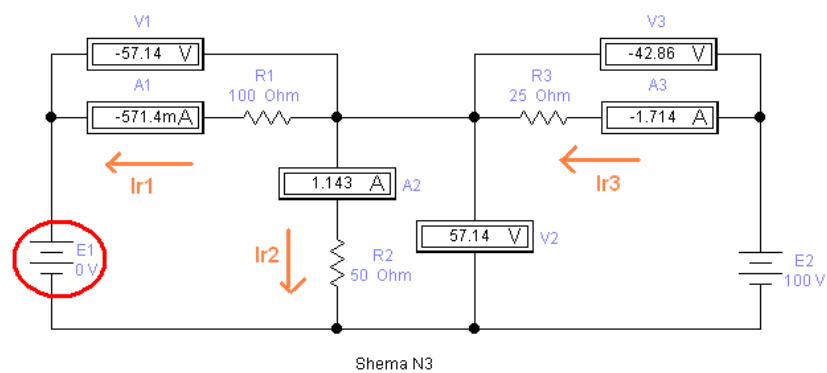 V1
-57.14 V
V3
-42.86 V
A1
-571.4mA
R1
100 Ohm
R3
25 Ohm
A3
-1.714 A
Ir1
Ir3
1.143 A
A2
57.14 V
V2
E1
0 V
Ir2
R2
50 Ohm
E2
100 V
Shema N3